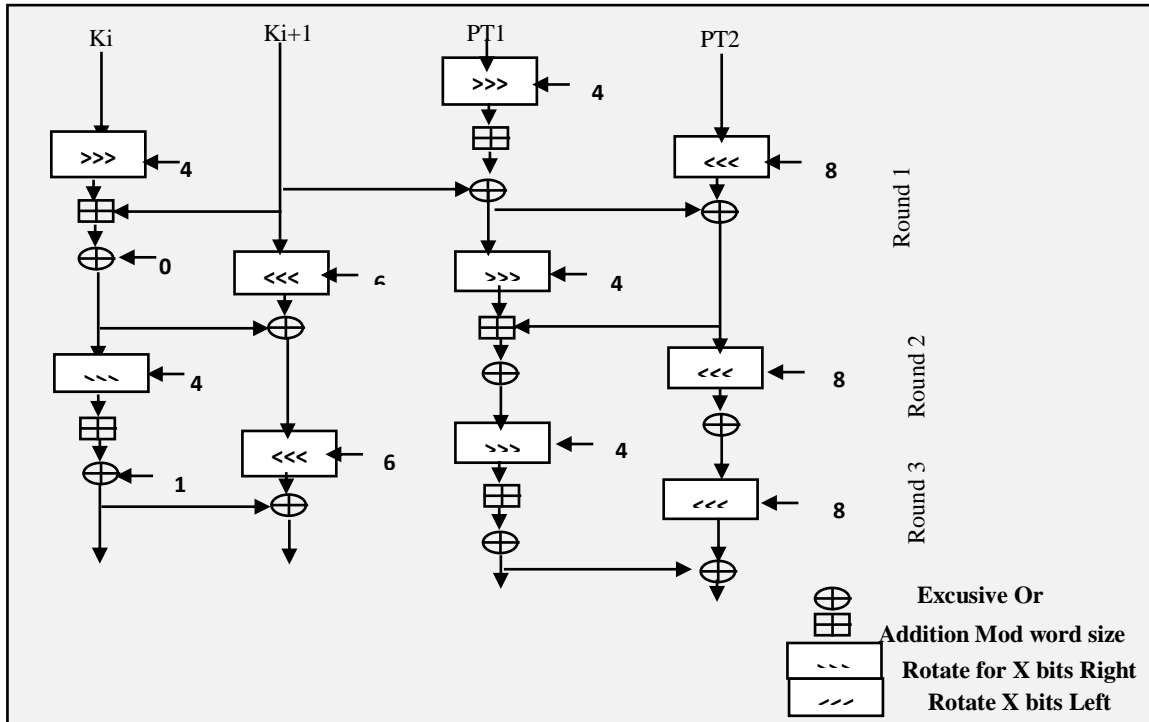 Ki
Ki+1
PT1
PT2
>>>
4
>>>
4
<<<
8
Round 1
0
<<<
6
>>>
4
4
<<<
8
Round 2
<<<
6
>>>
4
1
<<<
8
Round 3
Excusive Or
Addition Mod word size
Rotate for X bits Right
Rotate X bits Left